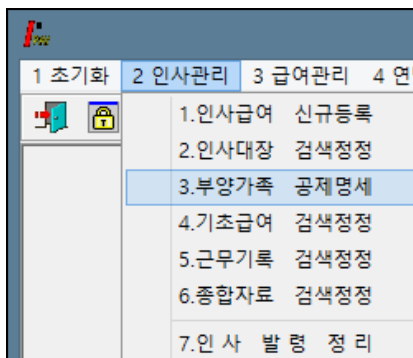 1 초기화 2 인사관리 3 급여관리 4
1.인사급여 신규등록
2.인사대장 검색정정
3.부양가족 공제명세
4.기초급여 검색정정
5.근무기록 검색정정
6.종합자료 검색정정
7.인 사 발 령 정 리